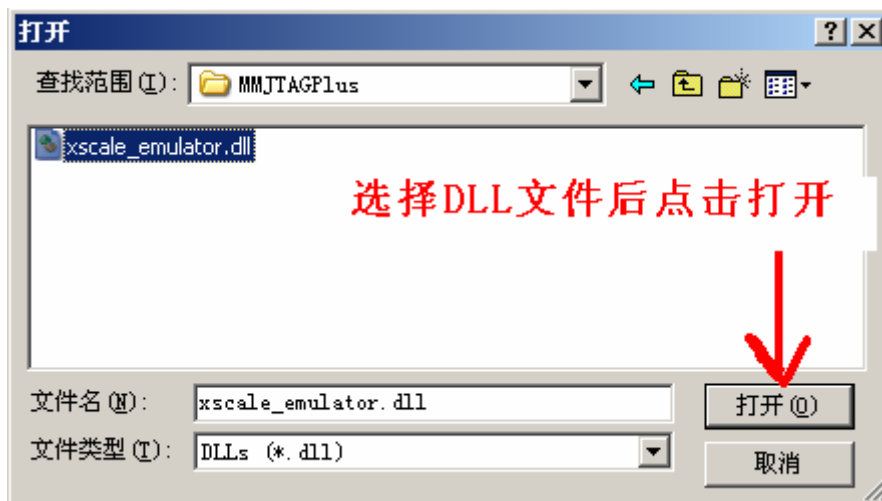 打开
查找范围(I): MMJTAGPlus
xscale_emulator.dll
选择DLL文件后点击打开
文件名(N): xscale_emulator.dll 打开(O)
文件类型(T): DLLs (*.dll) 取消